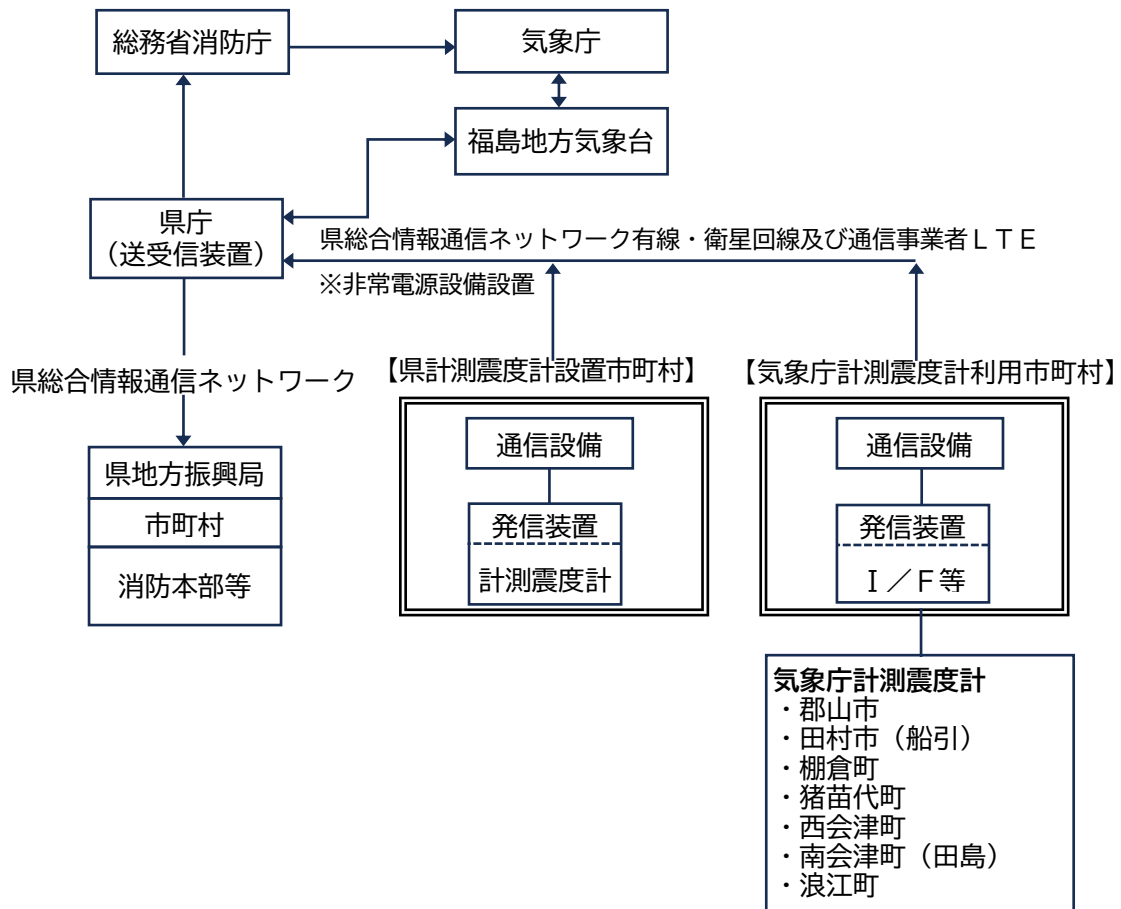 総務省消防庁
気象庁
福島地方気象台
県庁
（送受信装置）
県総合情報通信ネットワーク有線・衛星回線及び通信事業者ＬＴＥ
※非常電源設備設置
県総合情報通信ネットワーク
県地方振興局
市町村
消防本部等
【県計測震度計設置市町村】
通信設備
発信装置
計測震度計
【気象庁計測震度計利用市町村】
通信設備
発信装置
Ｉ／Ｆ等
気象庁計測震度計
・郡山市
・田村市（船引）
・棚倉町
・猪苗代町
・西会津町
・南会津町（田島）
・浪江町